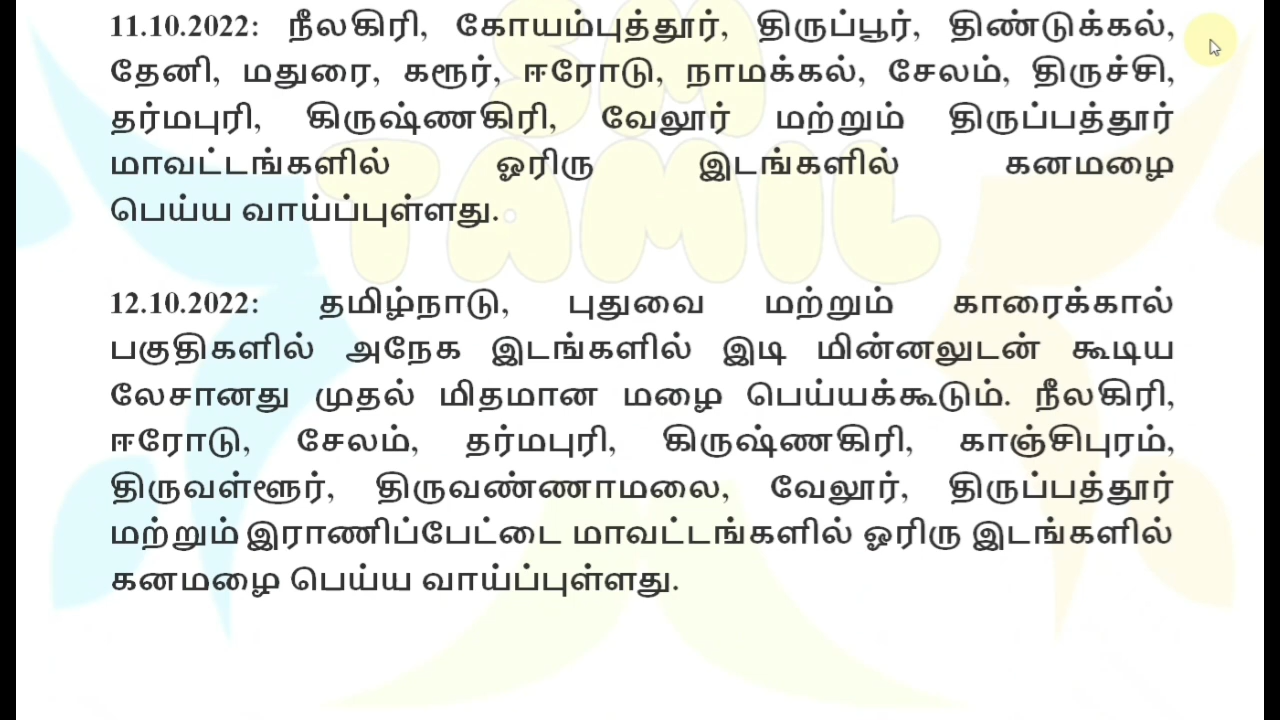 11.10.2022: நீலகிரி, கோயம்புத்தூர், திருப்பூர், திண்டுக்கல்,
தேனி, மதுரை, கரூர், ஈரோடு, நாமக்கல், சேலம், திருச்சி,
தர்மபுரி, கிருஷ்ணகிரி, வேலூர் மற்றும் திருப்பத்தூர்
மாவட்டங்களில் ஓரிரு இடங்களில் கனமழை
பெய்ய வாய்ப்புள்ளது.
12.10.2022: தமிழ்நாடு, புதுவை மற்றும் காரைக்கால்
பகுதிகளில் அநேக இடங்களில் இடி மின்னலுடன் கூடிய
லேசானது முதல் மிதமான மழை பெய்யக்கூடும். நீலகிரி,
ஈரோடு, சேலம், தர்மபுரி, கிருஷ்ணகிரி, காஞ்சிபுரம்,
திருவள்ளூர், திருவண்ணாமலை, வேலூர், திருப்பத்தூர்
மற்றும் இராணிப்பேட்டை மாவட்டங்களில் ஓரிரு இடங்களில்
கனமழை பெய்ய வாய்ப்புள்ளது.
SM
TAMIL